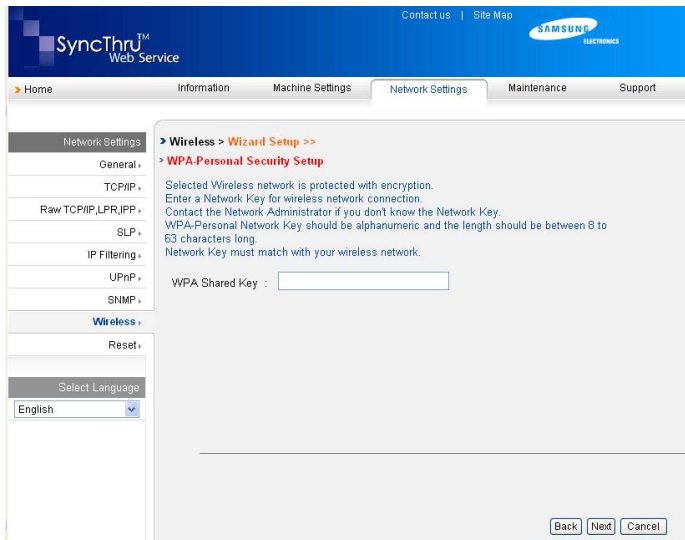 Contact us | Site Map
SAMSUNG
ELECTRONICS
SyncThru™
Web Service
Home
Information
Machine Settings
Network Settings
Maintenance
Support
Network Settings
General
TCP/IP
Raw TCP/IP,LPR,IPP
SLP
IP Filtering
UPnP
SNMP
Wireless
Reset
Select Language
English
Wireless > Wizard Setup >>
WPA-Personal Security Setup
Selected Wireless network is protected with encryption.
Enter a Network Key for wireless network connection.
Contact the Network Administrator if you don't know the Network Key.
WPA-Personal Network Key should be alphanumeric and the length should be between 8 to
63 characters long.
Network Key must match with your wireless network.
WPA Shared Key :
Back Next Cancel